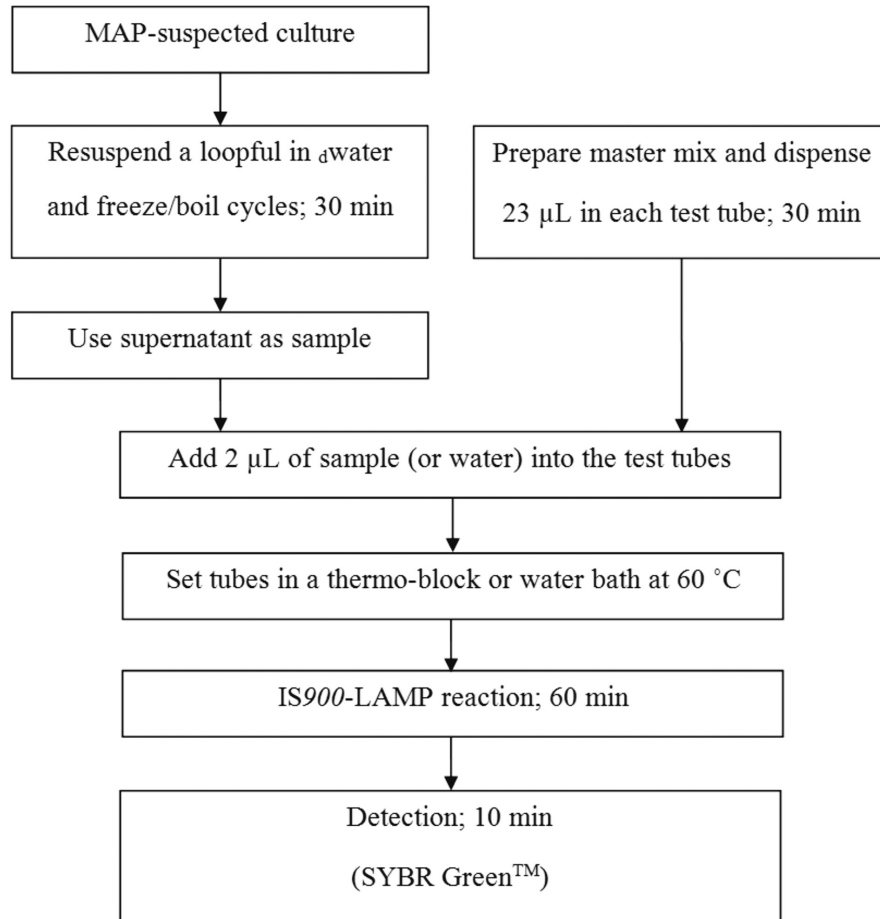 MAP-suspected culture
Resuspend a loopful in dwater
and freeze/boil cycles; 30 min
Prepare master mix and dispense
23 µL in each test tube; 30 min
Use supernatant as sample
Add 2 µL of sample (or water) into the test tubes
Set tubes in a thermo-block or water bath at 60 ˚C
IS900-LAMP reaction; 60 min
Detection; 10 min
(SYBR Green™)